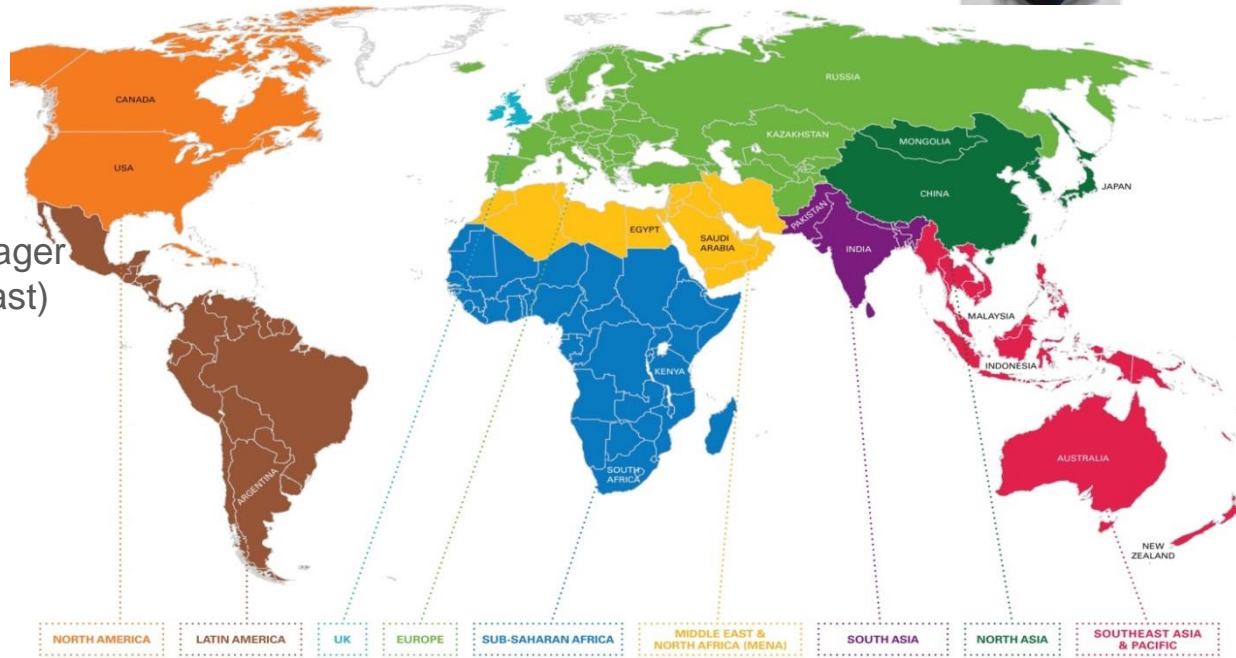 CANADA
USA
RUSSIA
KAZAKHSTAN
MONGOLIA
CHINA
JAPAN
ager
ast)
EGYPT
SAUDI
ARABIA
PAKISTAN
INDIA
MALAYSIA
INDONESIA
KENYA
SOUTH
AFRICA
ARGENTINA
AUSTRALIA
NEW
ZEALAND
NORTH AMERICA
LATIN AMERICA
UK
EUROPE
SUB-SAHARAN AFRICA
MIDDLE EAST &
NORTH AFRICA (MENA)
SOUTH ASIA
NORTH ASIA
SOUTHEAST ASIA
& PACIFIC